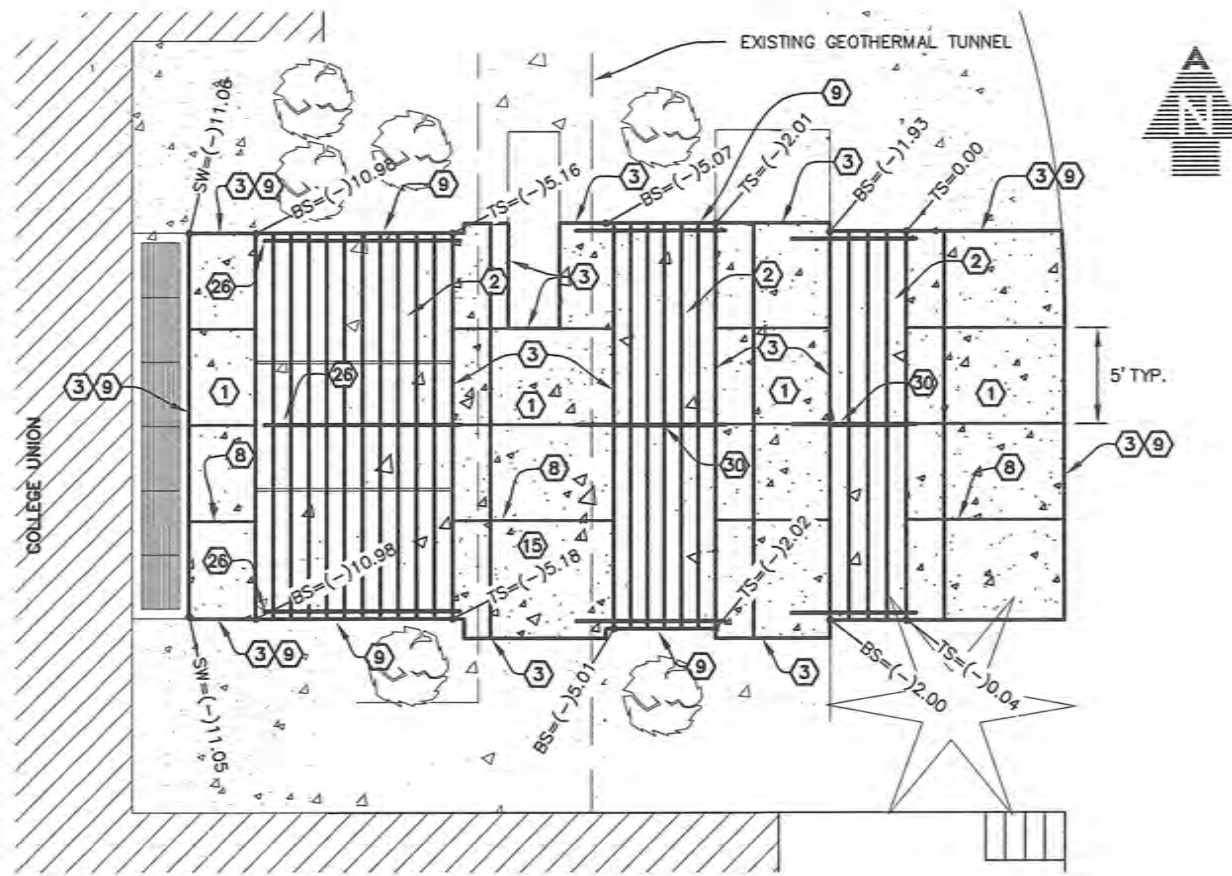 EXISTING GEOTHERMAL TUNNEL
N
9
SW=(-)11.06
3 9
BS=(-)10.98
9
TS=(-)5.16
3
BS=(-)5.07
TS=(-)2.01
3
BS=(-)1.93
TS=0.00
3 9
26
2
3
2
2
3 9
1
26
3
1
3
1
30
1
5' TYP.
COLLEGE UNION
8
30
8
3 9
8
15
26
BS=(-)10.98
TS=(-)5.18
TS=(-)2.02
3 9
9
3
9
3
SW=(-)11.05
BS=(-)5.01
BS=(-)2.00
TS=(-)0.04